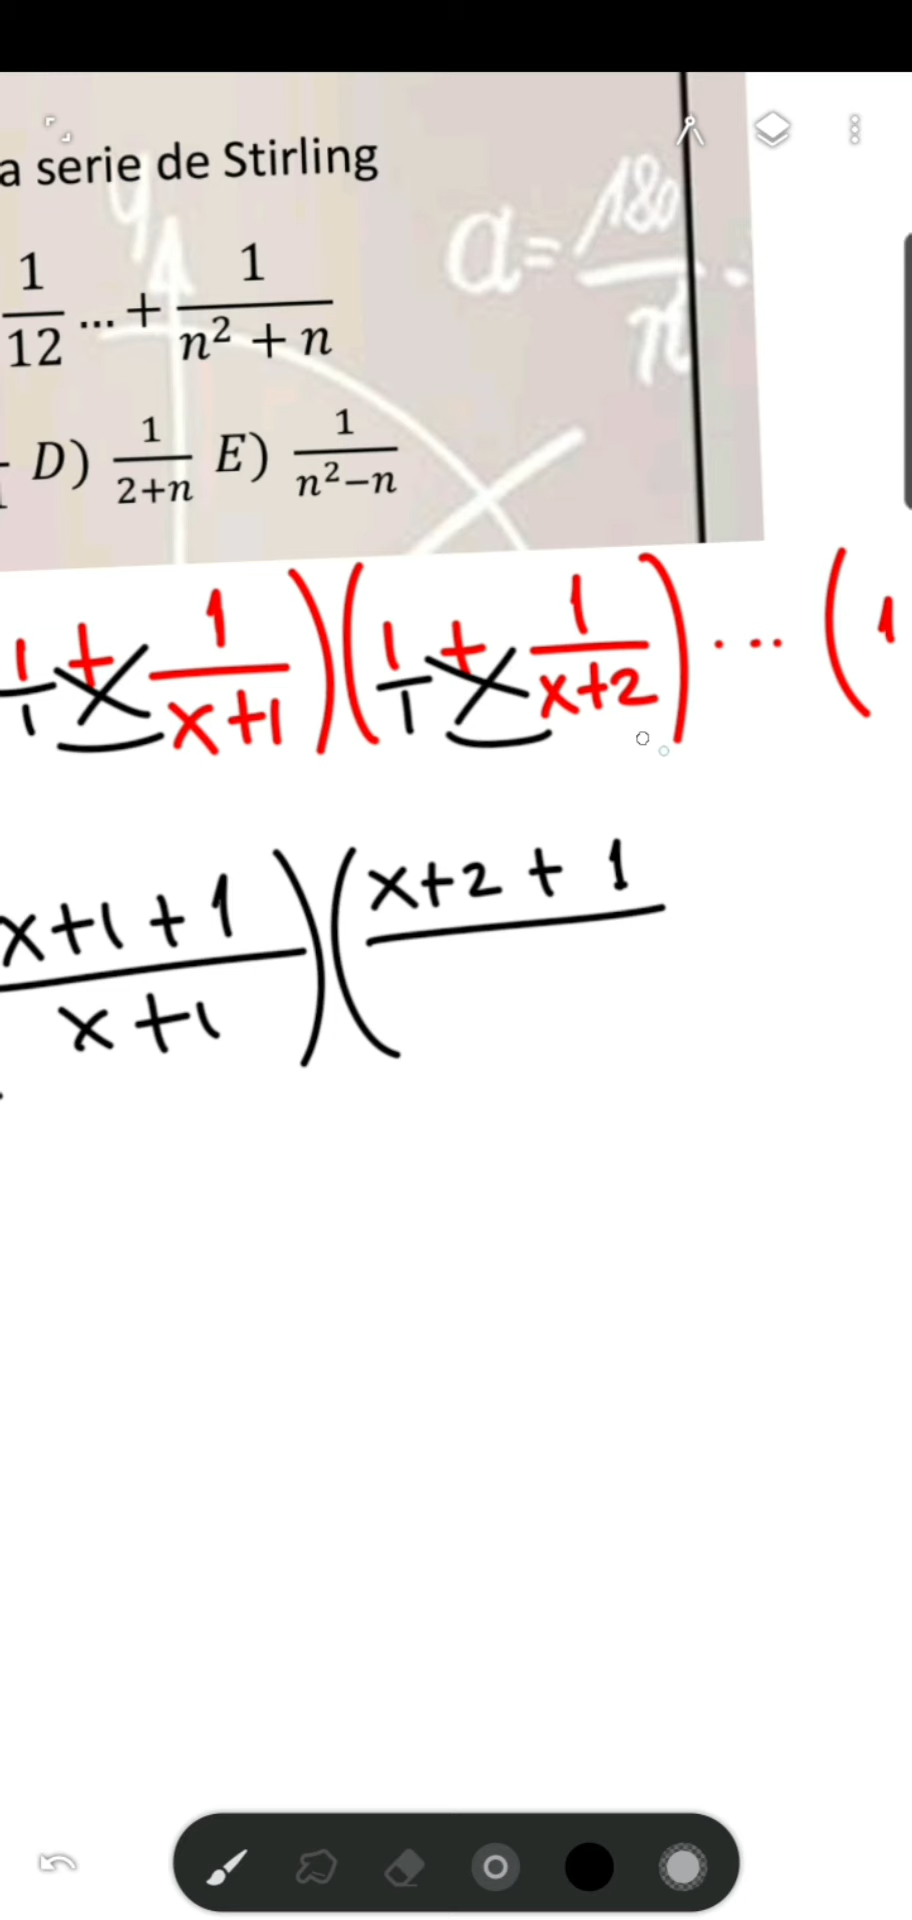 a serie de Stirling
1/12 ... + 1/(n² + n)
a = 180/π ·
D) 1/(2+n) E) 1/(n²−n)
1/1 + 1/(x+1) ) ( 1/1 + 1/(x+2) ) ... ( 1
x+1+1 / x+1 ) ( x+2+1